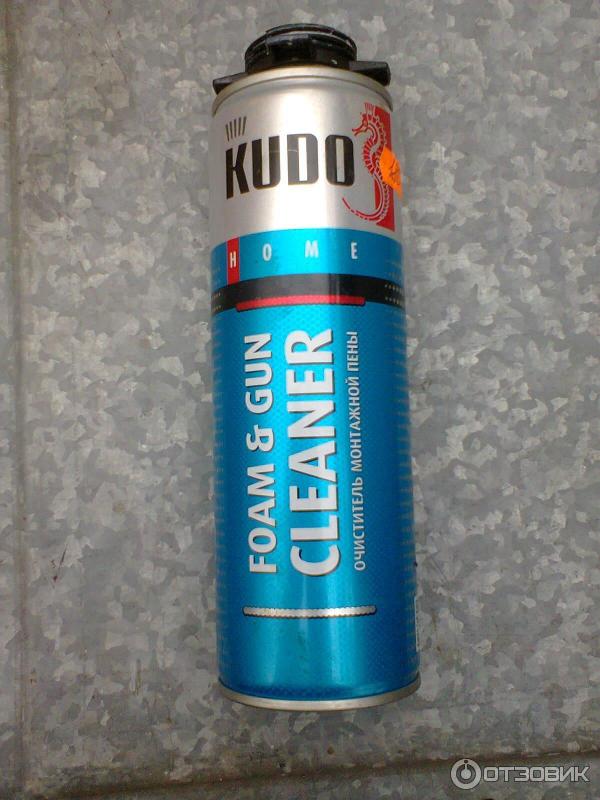 KUDO
HOME
FOAM & GUN
CLEANER
ОЧИСТИТЕЛЬ МОНТАЖНОЙ ПЕНЫ
ОТЗОВИК